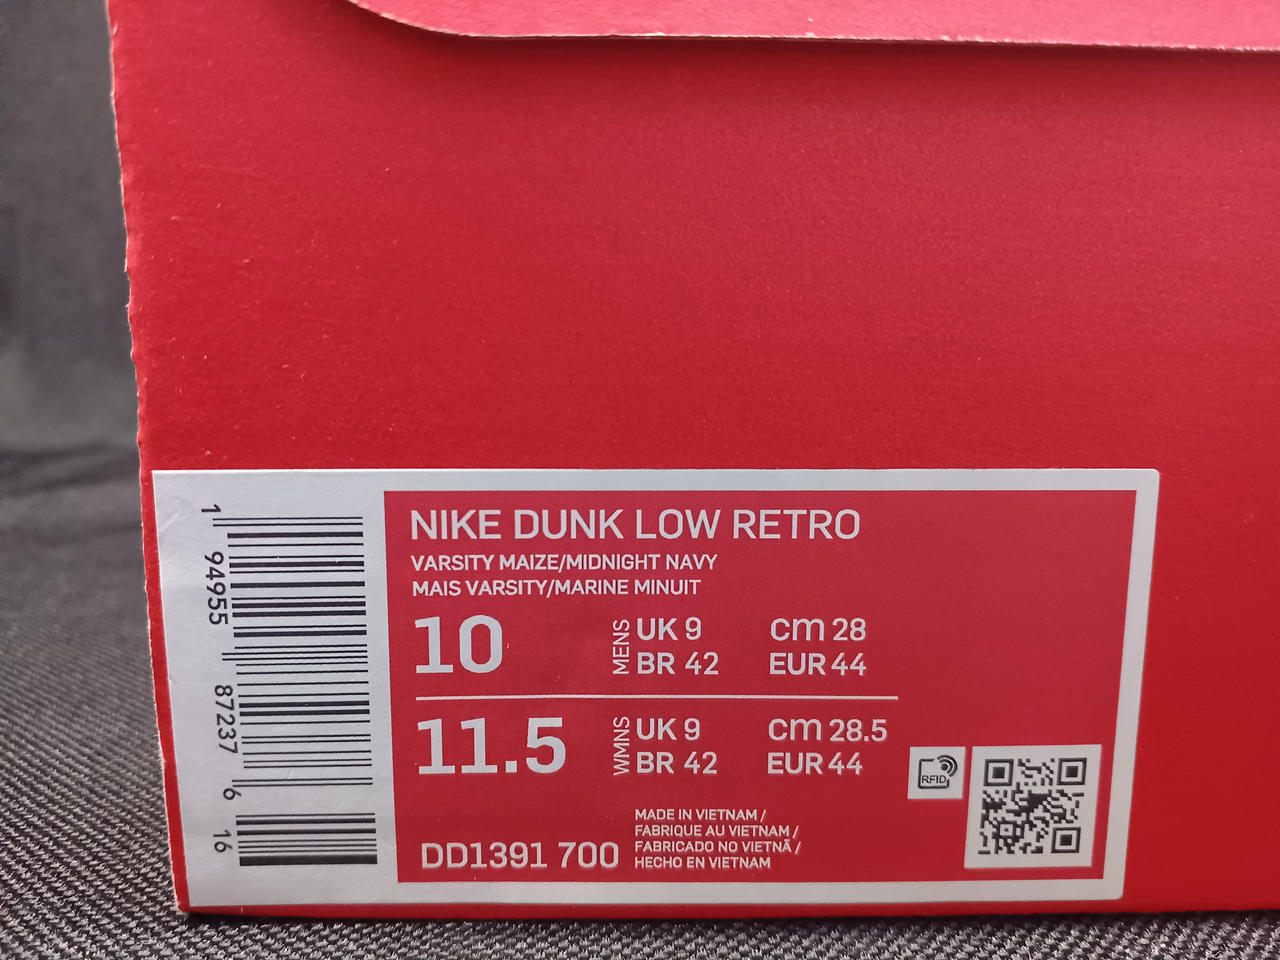 NIKE DUNK LOW RETRO
VARSITY MAIZE/MIDNIGHT NAVY
MAIS VARSITY/MARINE MINUIT
10
MENS
UK 9 cm 28
BR 42 EUR 44
11.5
WMNS
UK 9 cm 28.5
BR 42 EUR 44
DD1391 700
MADE IN VIETNAM /
FABRIQUE AU VIETNAM /
FABRICADO NO VIETNÃ /
HECHO EN VIETNAM
RFID
1 94955 87237 6 16